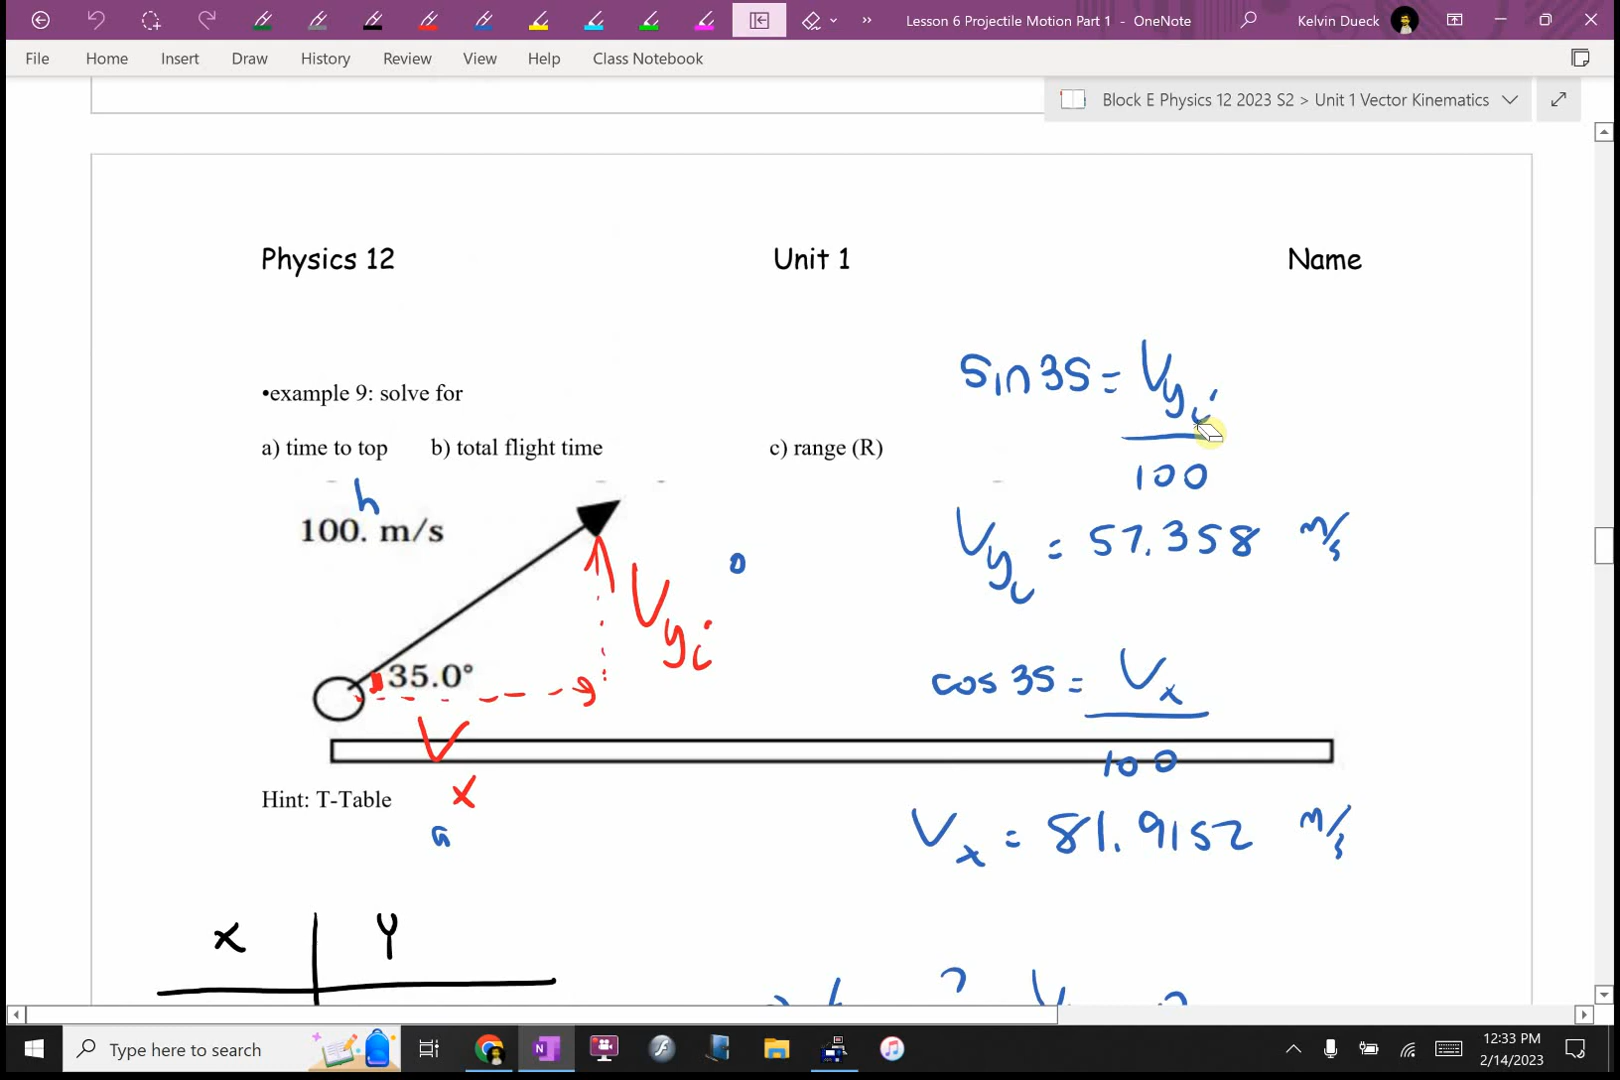 Lesson 6 Projectile Motion Part 1 - OneNote
Kelvin Dueck
File Home Insert Draw History Review View Help Class Notebook
Block E Physics 12 2023 S2 > Unit 1 Vector Kinematics
Physics 12 Unit 1 Name
•example 9: solve for
a) time to top b) total flight time c) range (R)
h
100. m/s
35.0°
Vyi
o
Vx
a
sin 35 = Vyi
100
Vyi = 57.358 m/s
cos 35 = Vx
100
Vx = 81.9152 m/s
Hint: T-Table
x y
Type here to search
12:33 PM
2/14/2023